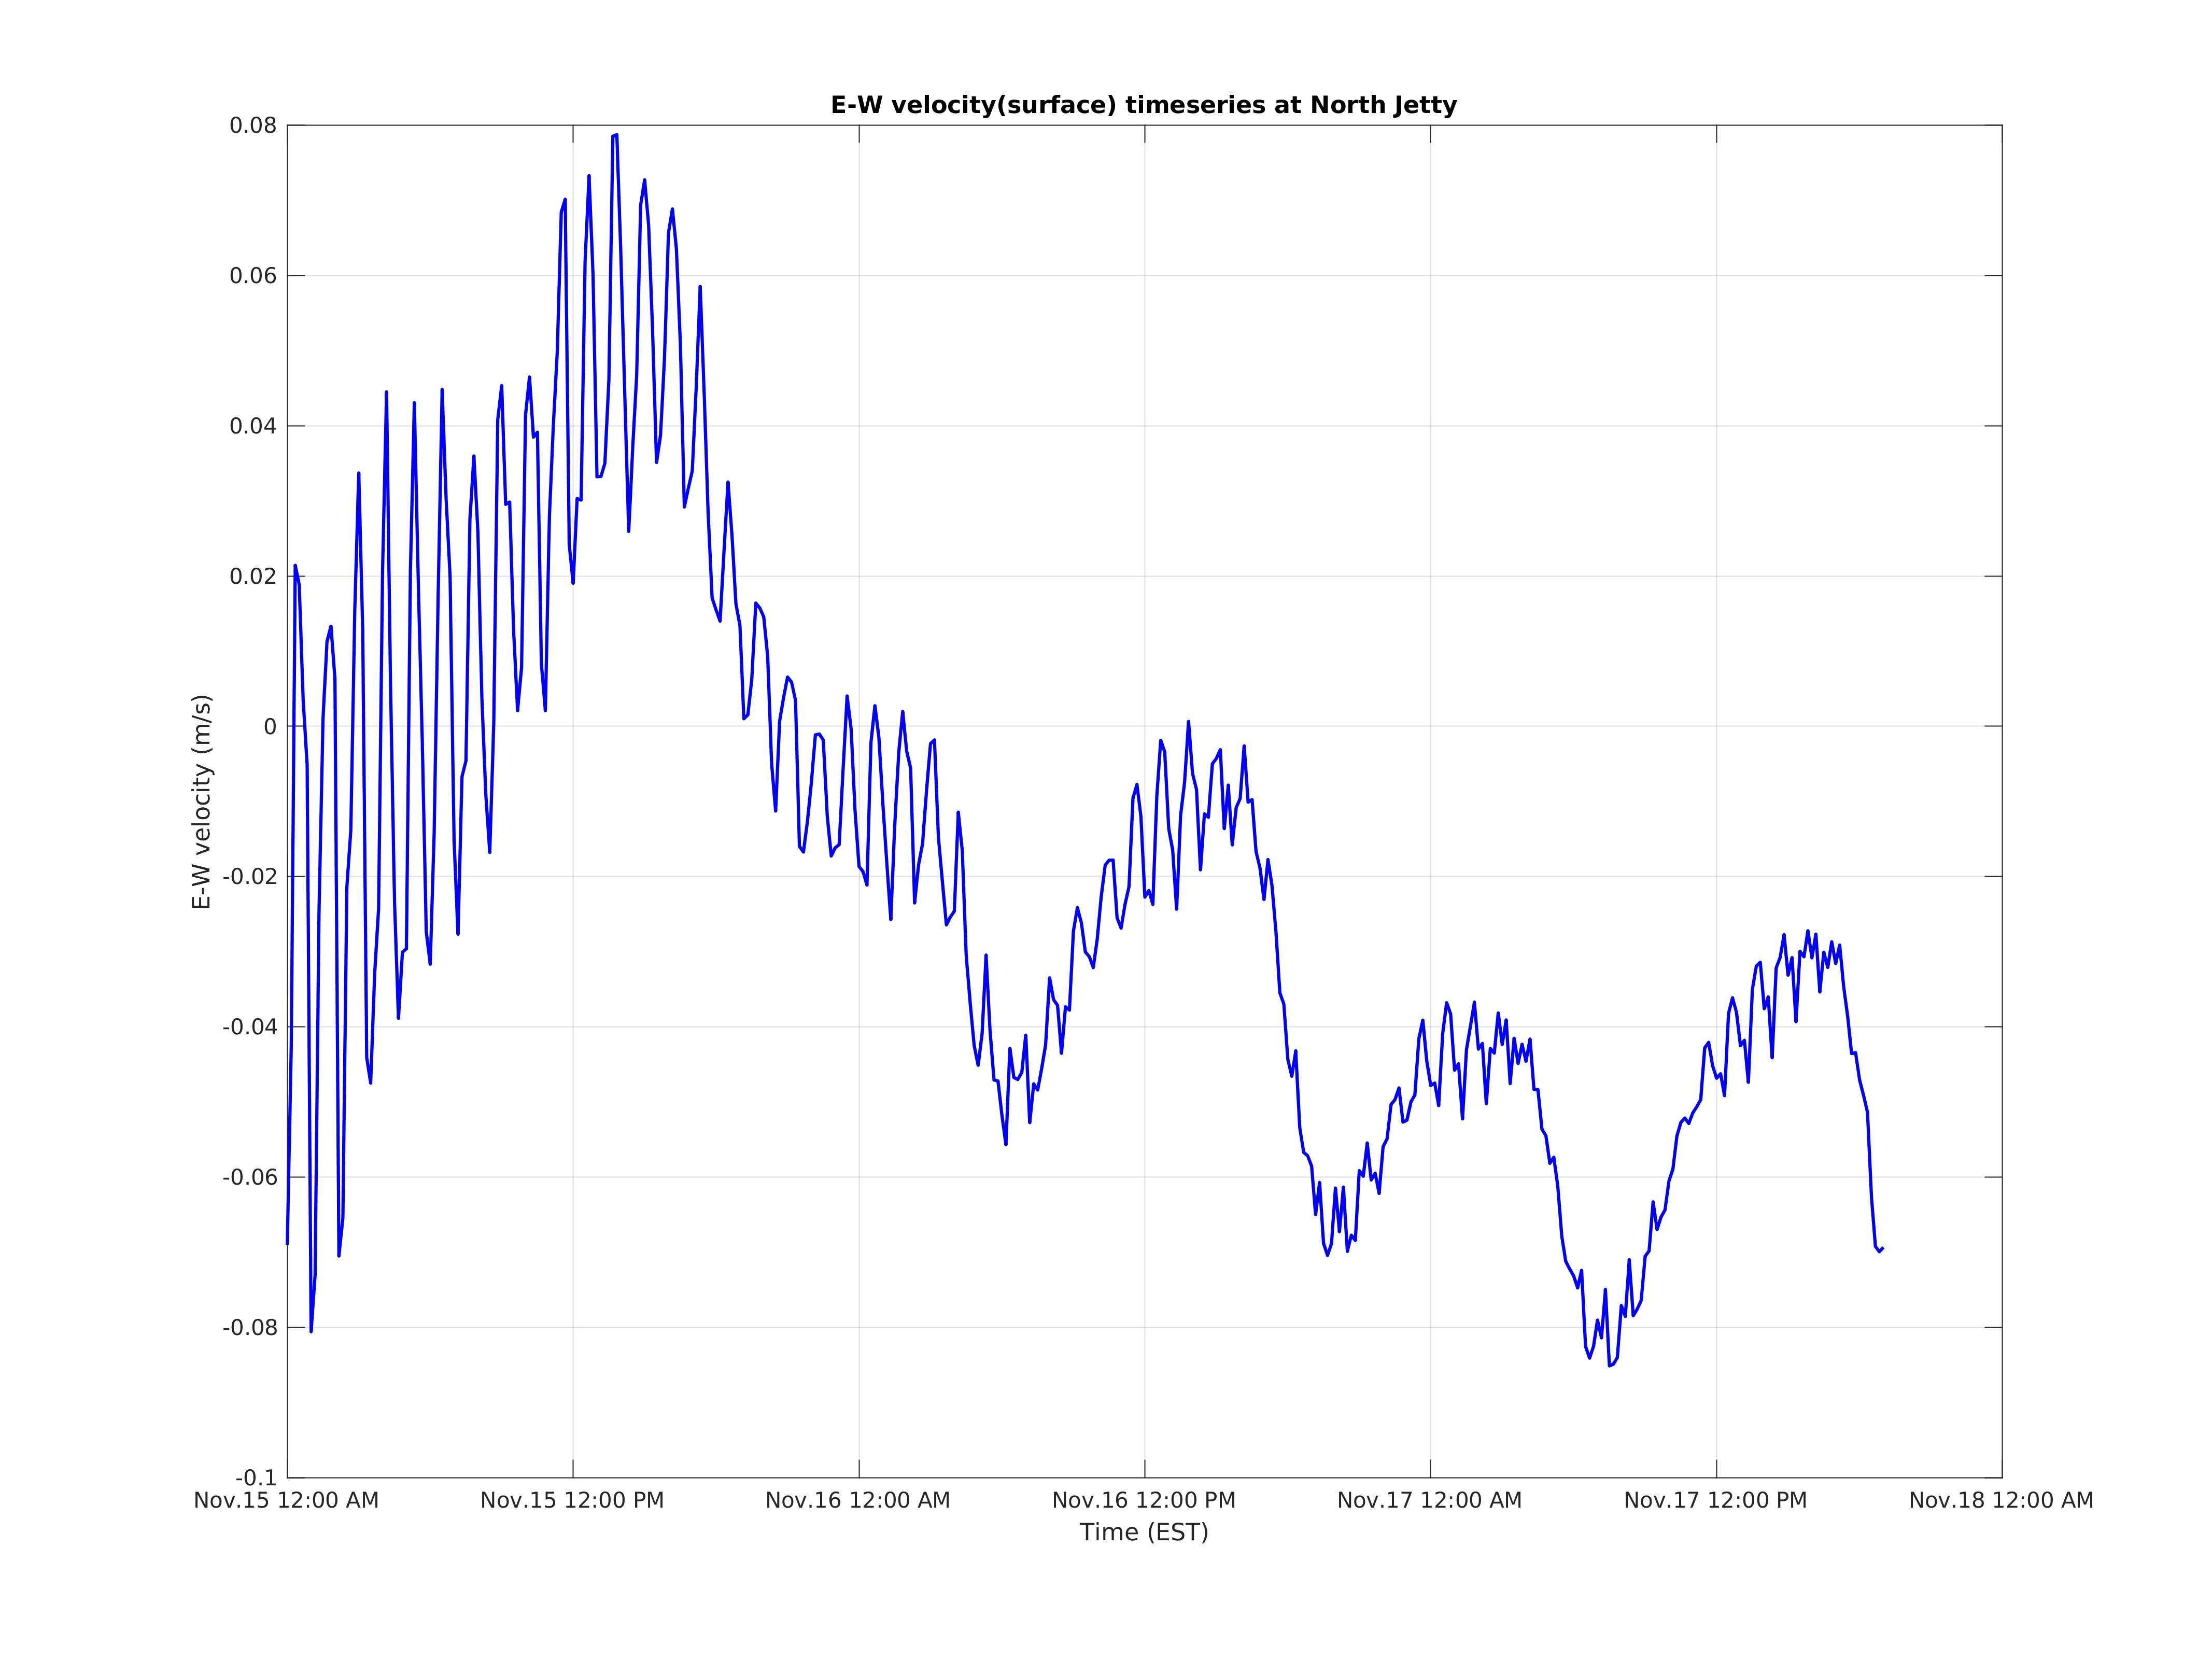 E-W velocity(surface) timeseries at North Jetty
0.08
0.06
0.04
0.02
0
-0.02
-0.04
-0.06
-0.08
-0.1
E-W velocity (m/s)
Nov.15 12:00 AM Nov.15 12:00 PM Nov.16 12:00 AM Nov.16 12:00 PM Nov.17 12:00 AM Nov.17 12:00 PM Nov.18 12:00 AM
Time (EST)